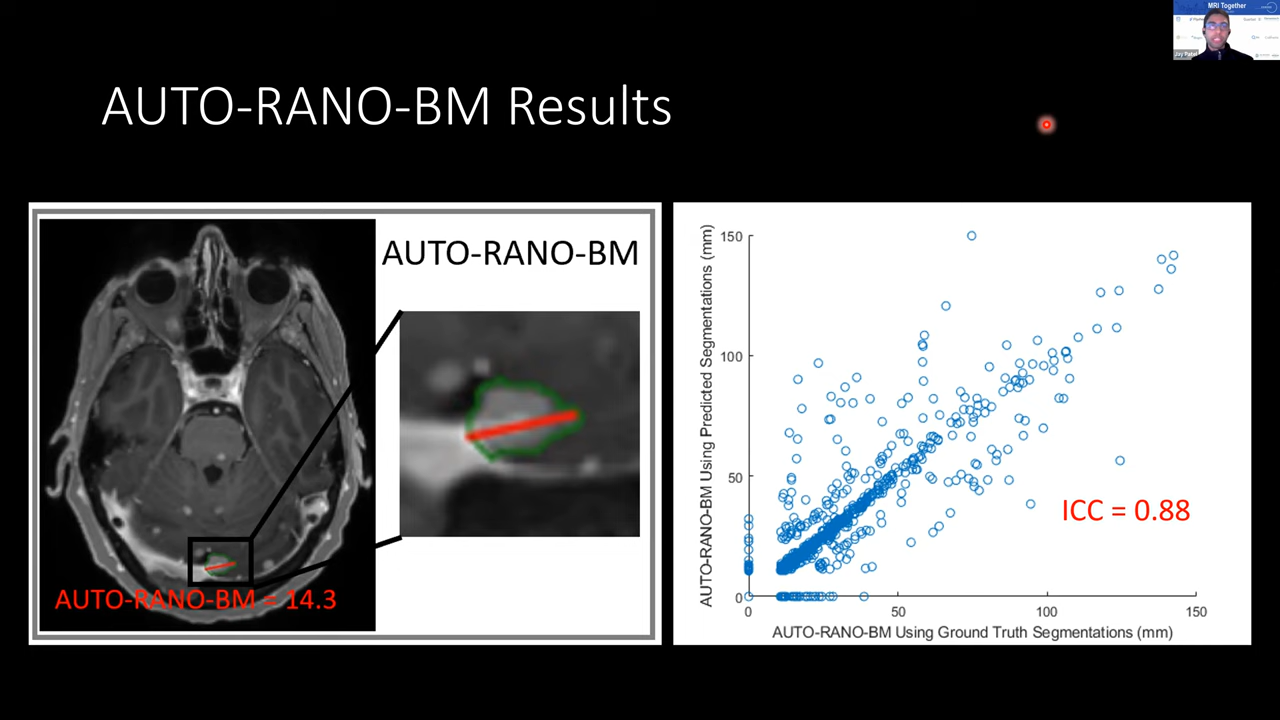 MRI Together
Jay Patel
AUTO-RANO-BM Results
AUTO-RANO-BM
AUTO-RANO-BM = 14.3
AUTO-RANO-BM Using Predicted Segmentations (mm)
150
100
50
0
ICC = 0.88
0
50
100
150
AUTO-RANO-BM Using Ground Truth Segmentations (mm)